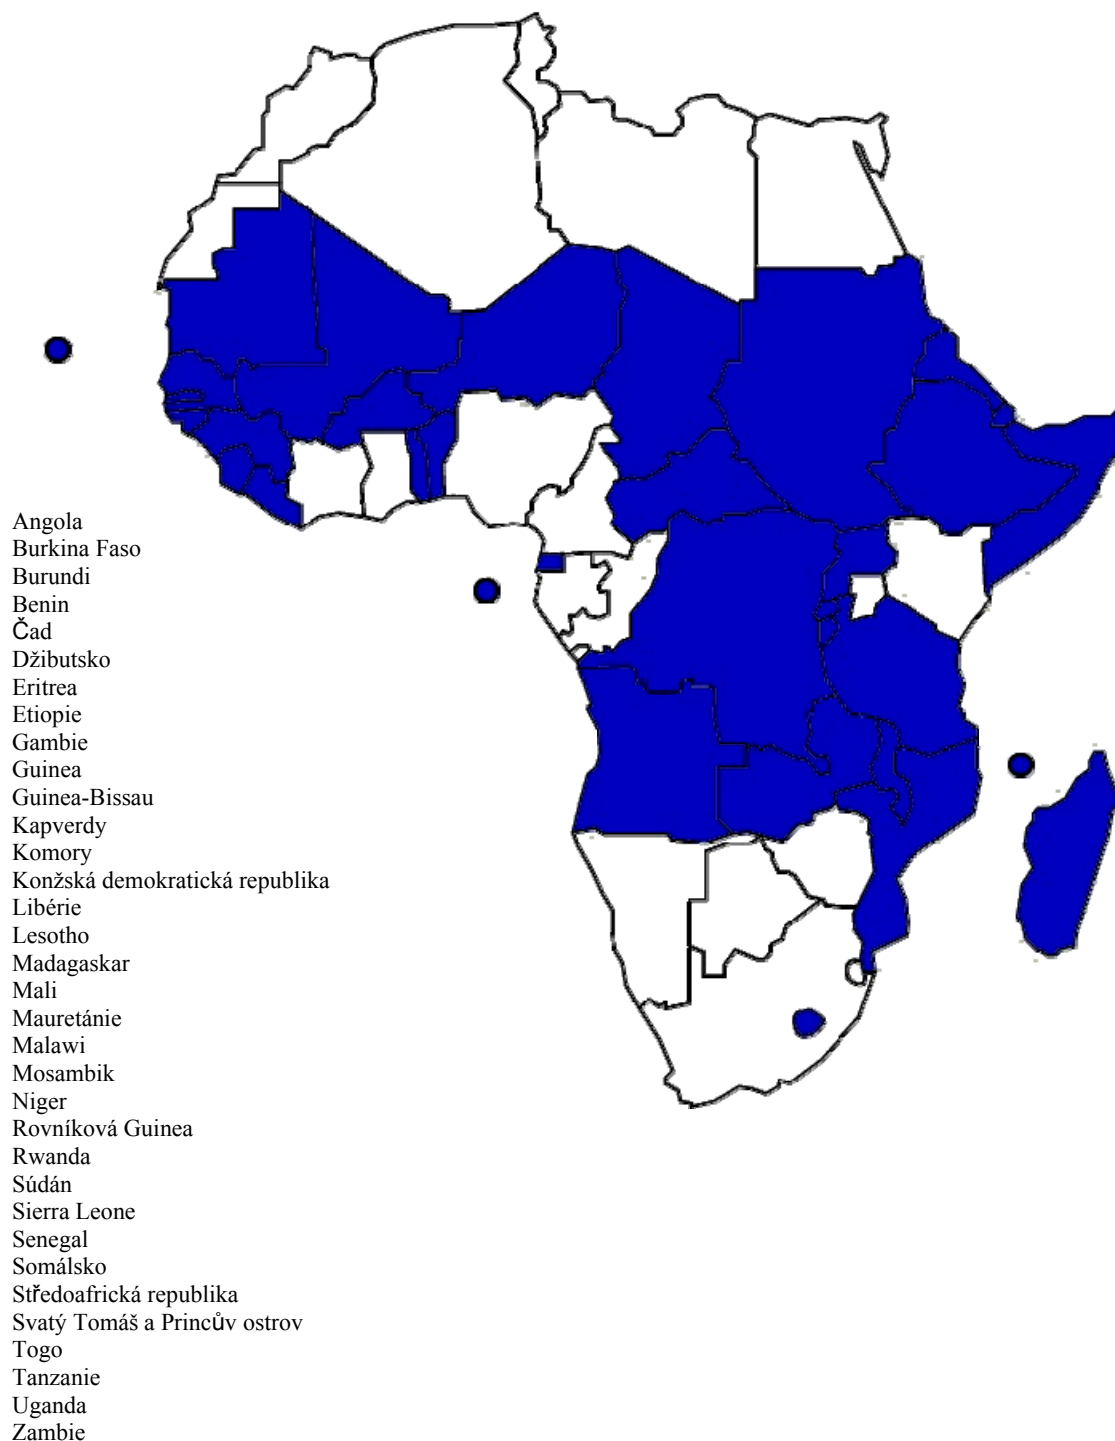 Angola
Burkina Faso
Burundi
Benin
Čad
Džibutsko
Eritrea
Etiopie
Gambie
Guinea
Guinea-Bissau
Kapverdy
Komory
Konžská demokratická republika
Libérie
Lesotho
Madagaskar
Mali
Mauretánie
Malawi
Mosambik
Niger
Rovníková Guinea
Rwanda
Súdán
Sierra Leone
Senegal
Somálsko
Středoafrická republika
Svatý Tomáš a Princův ostrov
Togo
Tanzanie
Uganda
Zambie